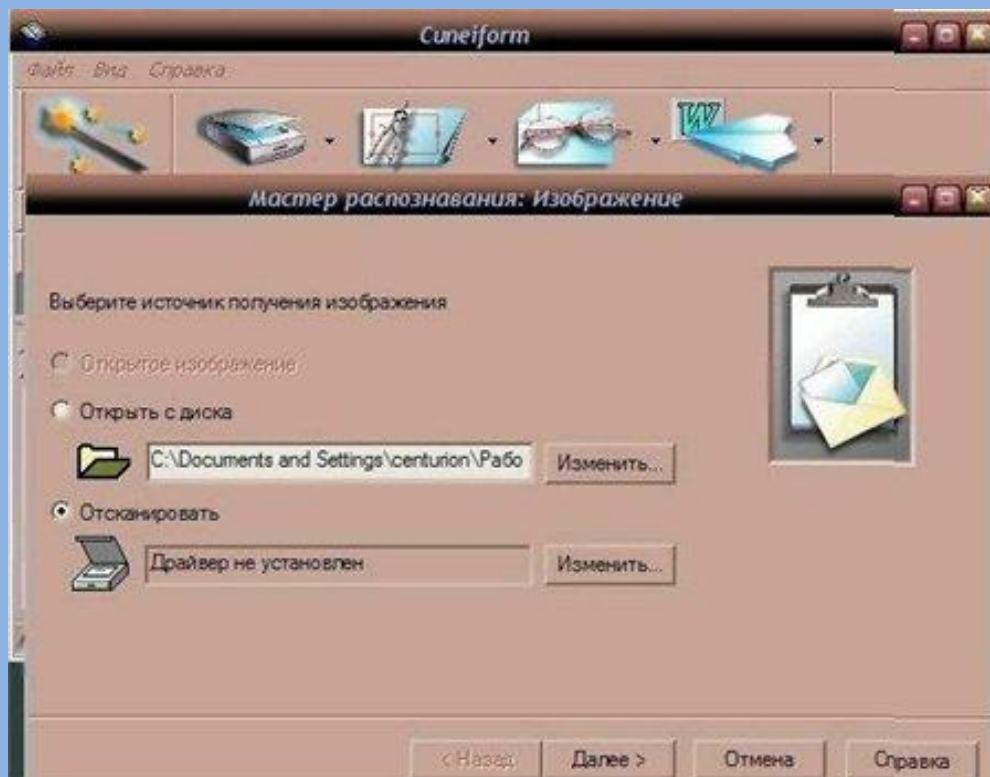 Cuneiform
Файл Вид Справка
W
Мастер распознавания: Изображение
Выберите источник получения изображения
Открытое изображение
Открыть с диска
C:\Documents and Settings\centurion\Рабо
Изменить...
Отсканировать
Драйвер не установлен
Изменить...
< Назад Далее > Отмена Справка